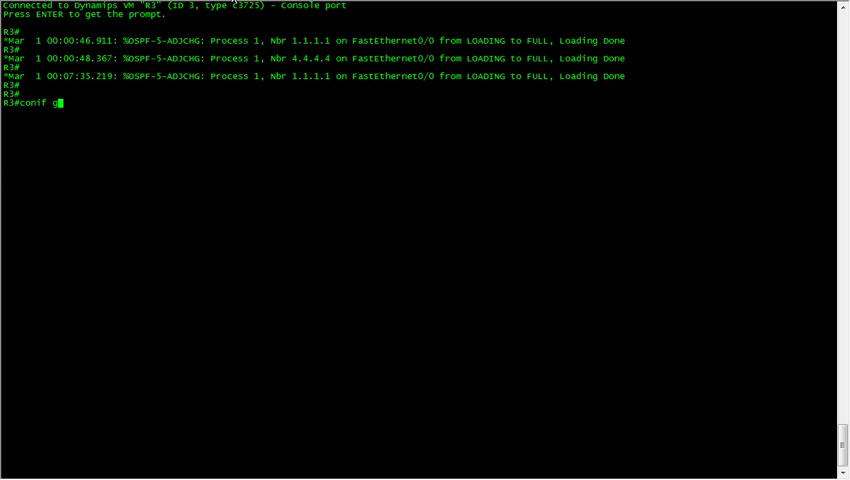 Connected to Dynamips VM "R3" (ID 3, type c3725) - Console port
Press ENTER to get the prompt.
R3#
*Mar  1 00:00:46.911: %OSPF-5-ADJCHG: Process 1, Nbr 1.1.1.1 on FastEthernet0/0 from LOADING to FULL, Loading Done
R3#
*Mar  1 00:00:48.367: %OSPF-5-ADJCHG: Process 1, Nbr 4.4.4.4 on FastEthernet0/0 from LOADING to FULL, Loading Done
R3#
*Mar  1 00:07:35.219: %OSPF-5-ADJCHG: Process 1, Nbr 1.1.1.1 on FastEthernet0/0 from LOADING to FULL, Loading Done
R3#
R3#
R3#conif g